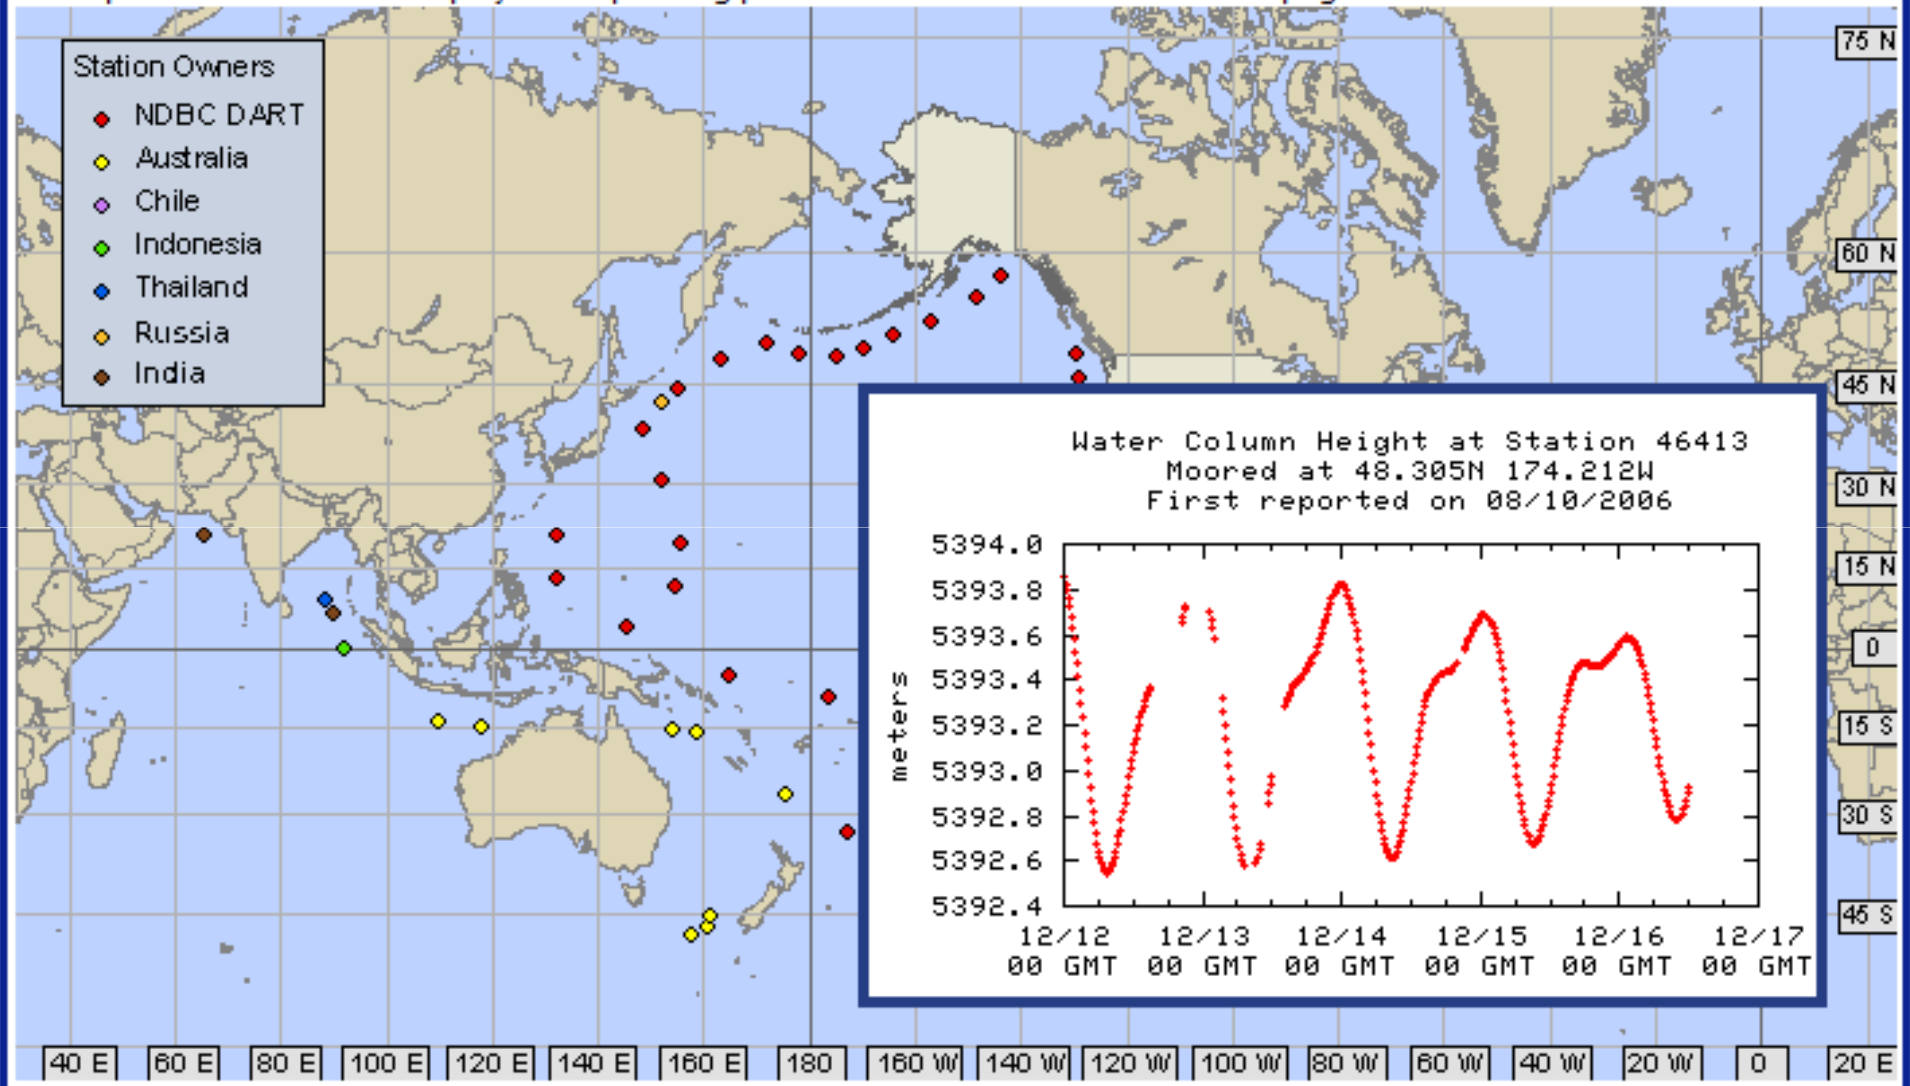 Station Owners
NDBC DART
Australia
Chile
Indonesia
Thailand
Russia
India
75 N
60 N
45 N
30 N
15 N
0
15 S
30 S
45 S
Water Column Height at Station 46413
Moored at 48.305N 174.212W
First reported on 08/10/2006
5394.0
5393.8
5393.6
5393.4
5393.2
5393.0
5392.8
5392.6
5392.4
meters
12/12 12/13 12/14 12/15 12/16 12/17
00 GMT 00 GMT 00 GMT 00 GMT 00 GMT 00 GMT
40 E 60 E 80 E 100 E 120 E 140 E 160 E 180 160 W 140 W 120 W 100 W 80 W 60 W 40 W 20 W 0 20 E